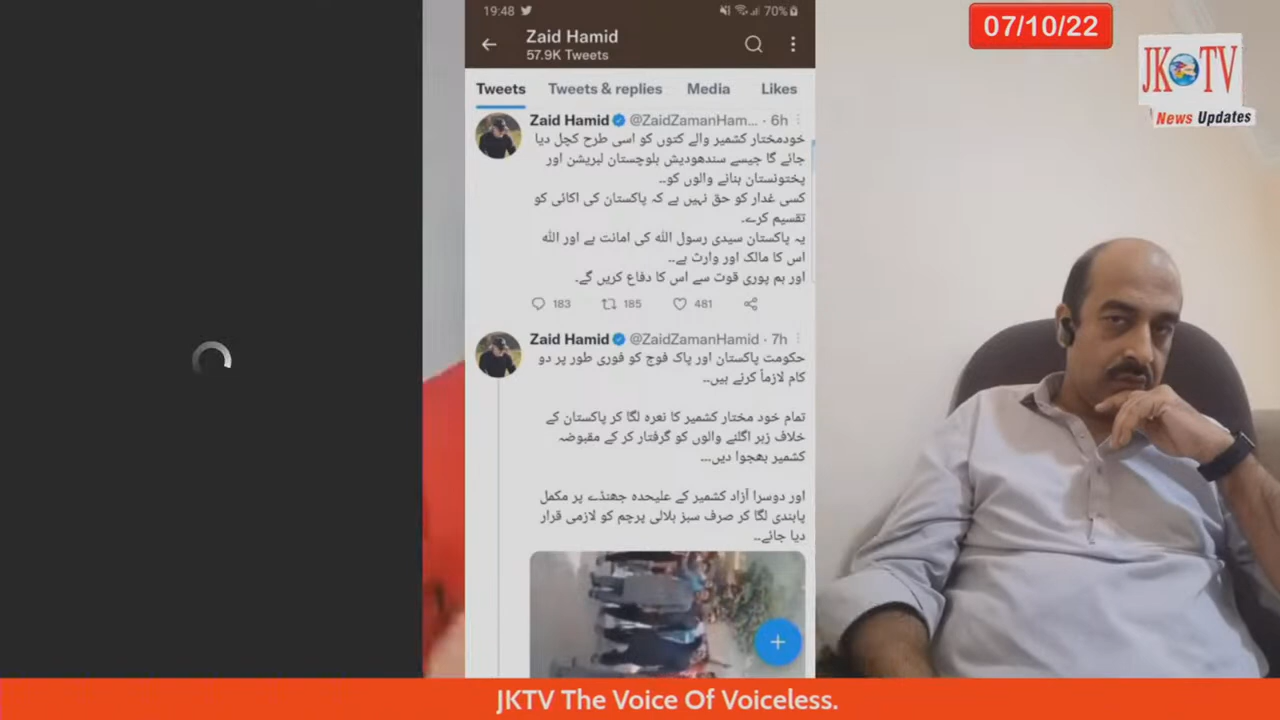 19:48
70%
07/10/22
JK TV
News Updates
Zaid Hamid
57.9K Tweets
Tweets Tweets & replies Media Likes
Zaid Hamid @ZaidZamanHam... · 6h
خودمختار کشمیر والے کتوں کو اسی طرح کچل دیا
جائے گا جیسے سندھودیش بلوچستان لبریشن اور
پختونستان بنانے والوں کو..
کسی غدار کو حق نہیں ہے کہ پاکستان کی اکائی کو
تقسیم کرے.
یہ پاکستان سیدی رسول اللہ کی امانت ہے اور اللہ
اس کا مالک اور وارث ہے..
اور ہم پوری قوت سے اس کا دفاع کریں گے.
183 185 481
Zaid Hamid @ZaidZamanHamid · 7h
حکومت پاکستان اور پاک فوج کو فوری طور پر دو
کام لازماً کرنے ہیں..
تمام خود مختار کشمیر کا نعرہ لگا کر پاکستان کے
خلاف زہر اگلنے والوں کو گرفتار کر کے مقبوضہ
کشمیر بھجوا دیں...
اور دوسرا آزاد کشمیر کے علیحدہ جھنڈے پر مکمل
پابندی لگا کر صرف سبز ہلالی پرچم کو لازمی قرار
دیا جائے..
JKTV The Voice Of Voiceless.